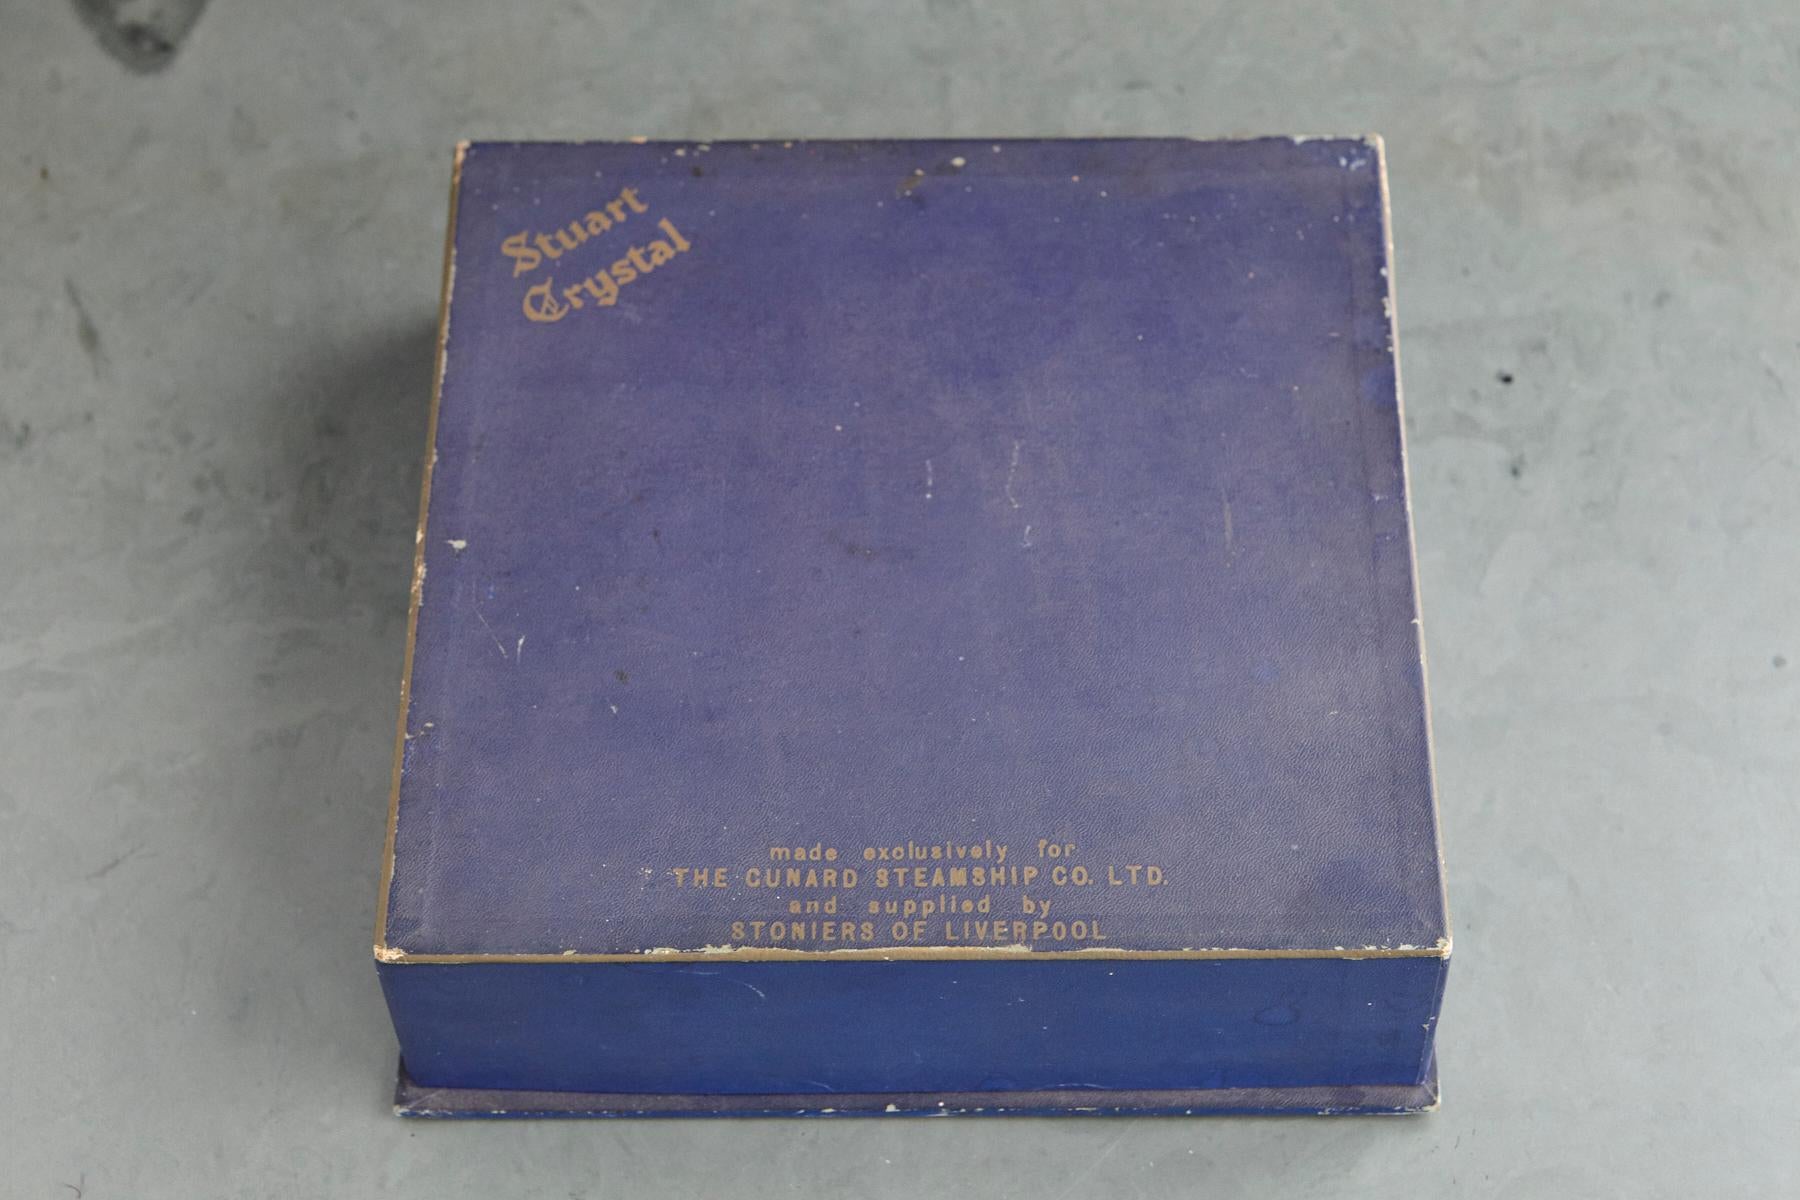 Stuart
Crystal
made exclusively for
THE CUNARD STEAMSHIP CO. LTD.
and supplied by
STONIERS OF LIVERPOOL